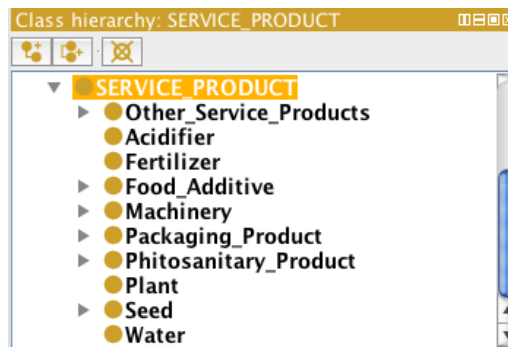 Class hierarchy: SERVICE_PRODUCT
SERVICE_PRODUCT
Other_Service_Products
Acidifier
Fertilizer
Food_Additive
Machinery
Packaging_Product
Phitosanitary_Product
Plant
Seed
Water